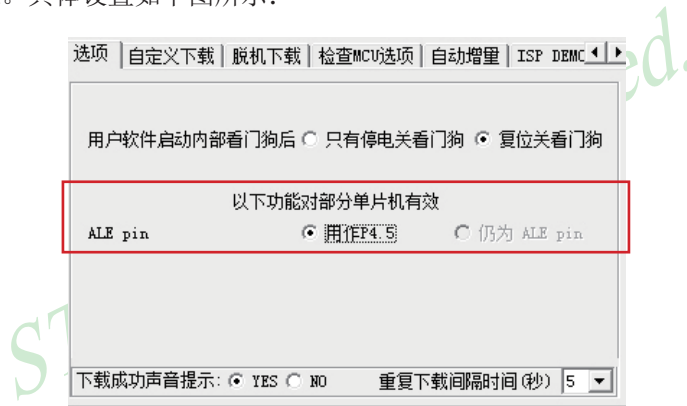 。具体设置如下图所示：
选项 自定义下载 脱机下载 检查MCU选项 自动增量 ISP DEMO
用户软件启动内部看门狗后 只有停电关看门狗 复位关看门狗
以下功能对部分单片机有效
ALE pin 用作P4.5 仍为 ALE pin
下载成功声音提示: YES NO 重复下载间隔时间(秒) 5